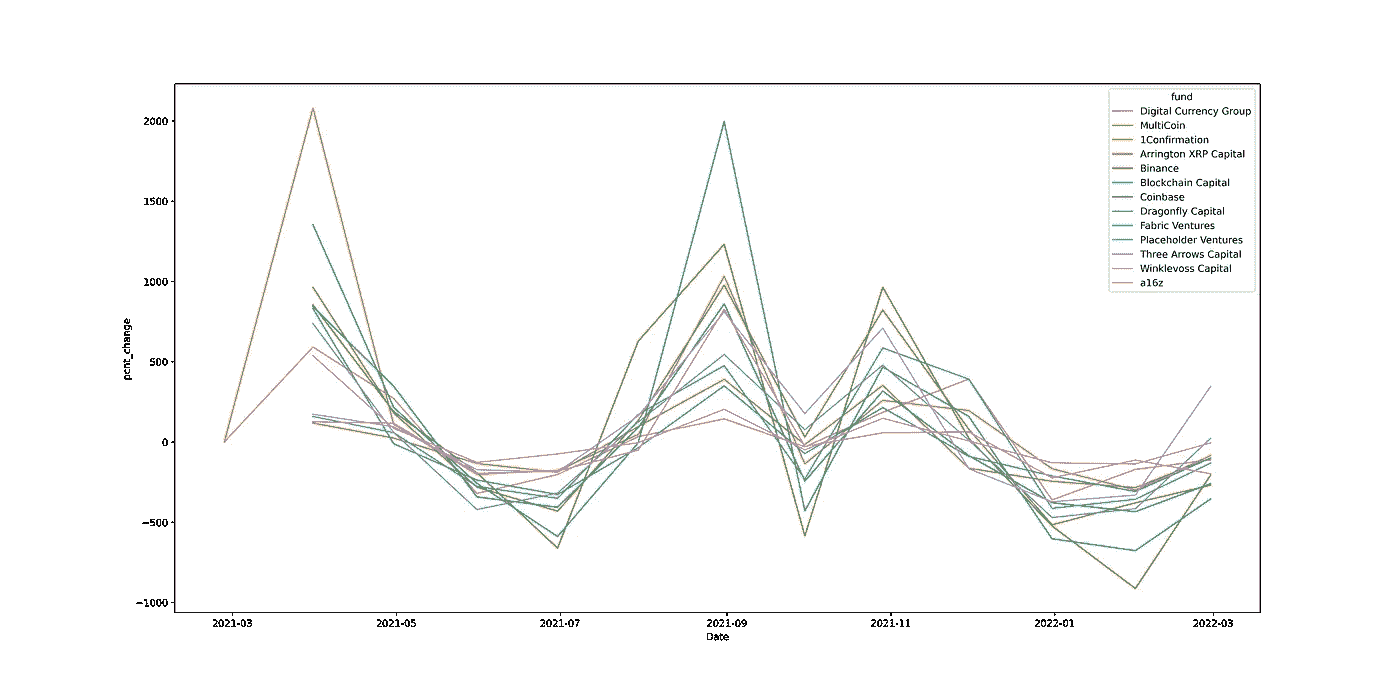 fund
Digital Currency Group
MultiCoin
1Confirmation
Arrington XRP Capital
Binance
Blockchain Capital
Coinbase
Dragonfly Capital
Fabric Ventures
Placeholder Ventures
Three Arrows Capital
Winklevoss Capital
a16z
2000
1500
1000
500
0
−500
−1000
pcnt_change
2021-03 2021-05 2021-07 2021-09 2021-11 2022-01 2022-03
Date